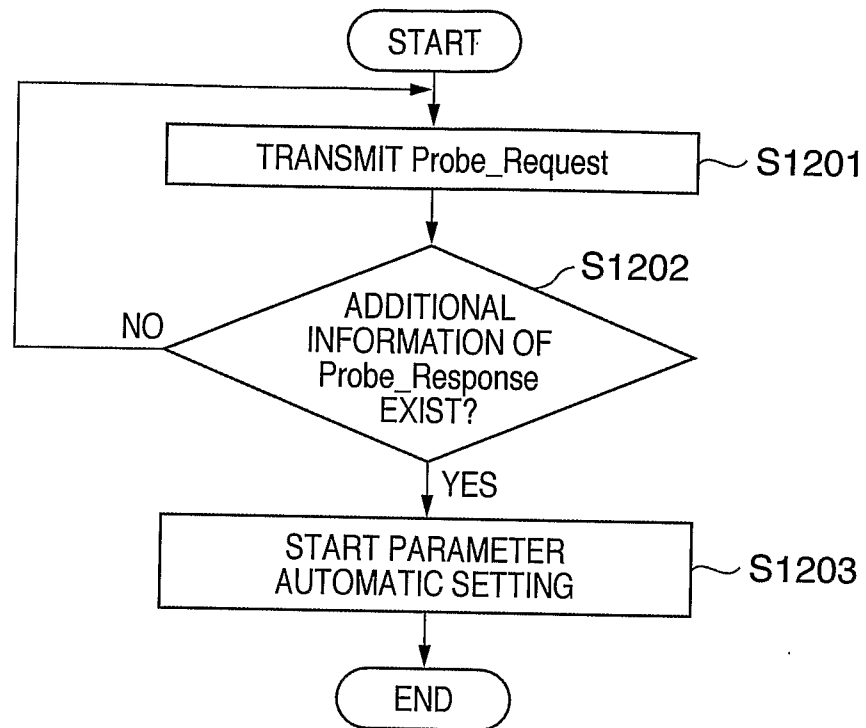 START
TRANSMIT Probe_Request
S1201
S1202
ADDITIONAL
INFORMATION OF
Probe_Response
EXIST?
NO
YES
START PARAMETER
AUTOMATIC SETTING
S1203
END